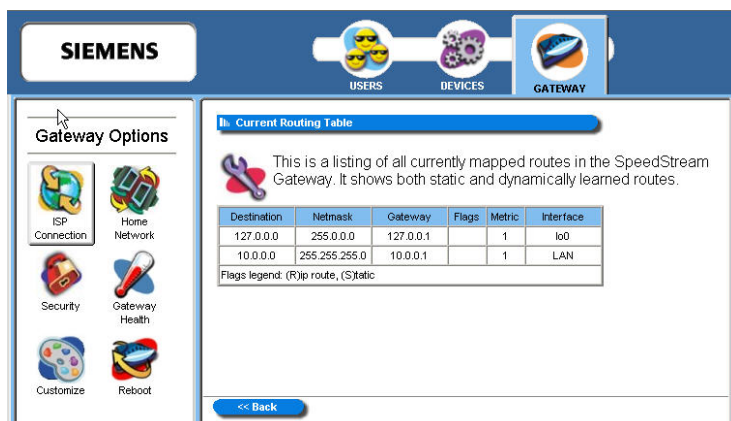 SIEMENS
USERS
DEVICES
GATEWAY
Gateway Options
ISP
Connection
Home
Network
Security
Gateway
Health
Customize
Reboot
Current Routing Table
This is a listing of all currently mapped routes in the SpeedStream
Gateway. It shows both static and dynamically learned routes.
Destination Netmask Gateway Flags Metric Interface
127.0.0.0 255.0.0.0 127.0.0.1 1 lo0
10.0.0.0 255.255.255.0 10.0.0.1 1 LAN
Flags legend: (R)ip route, (S)tatic
<< Back